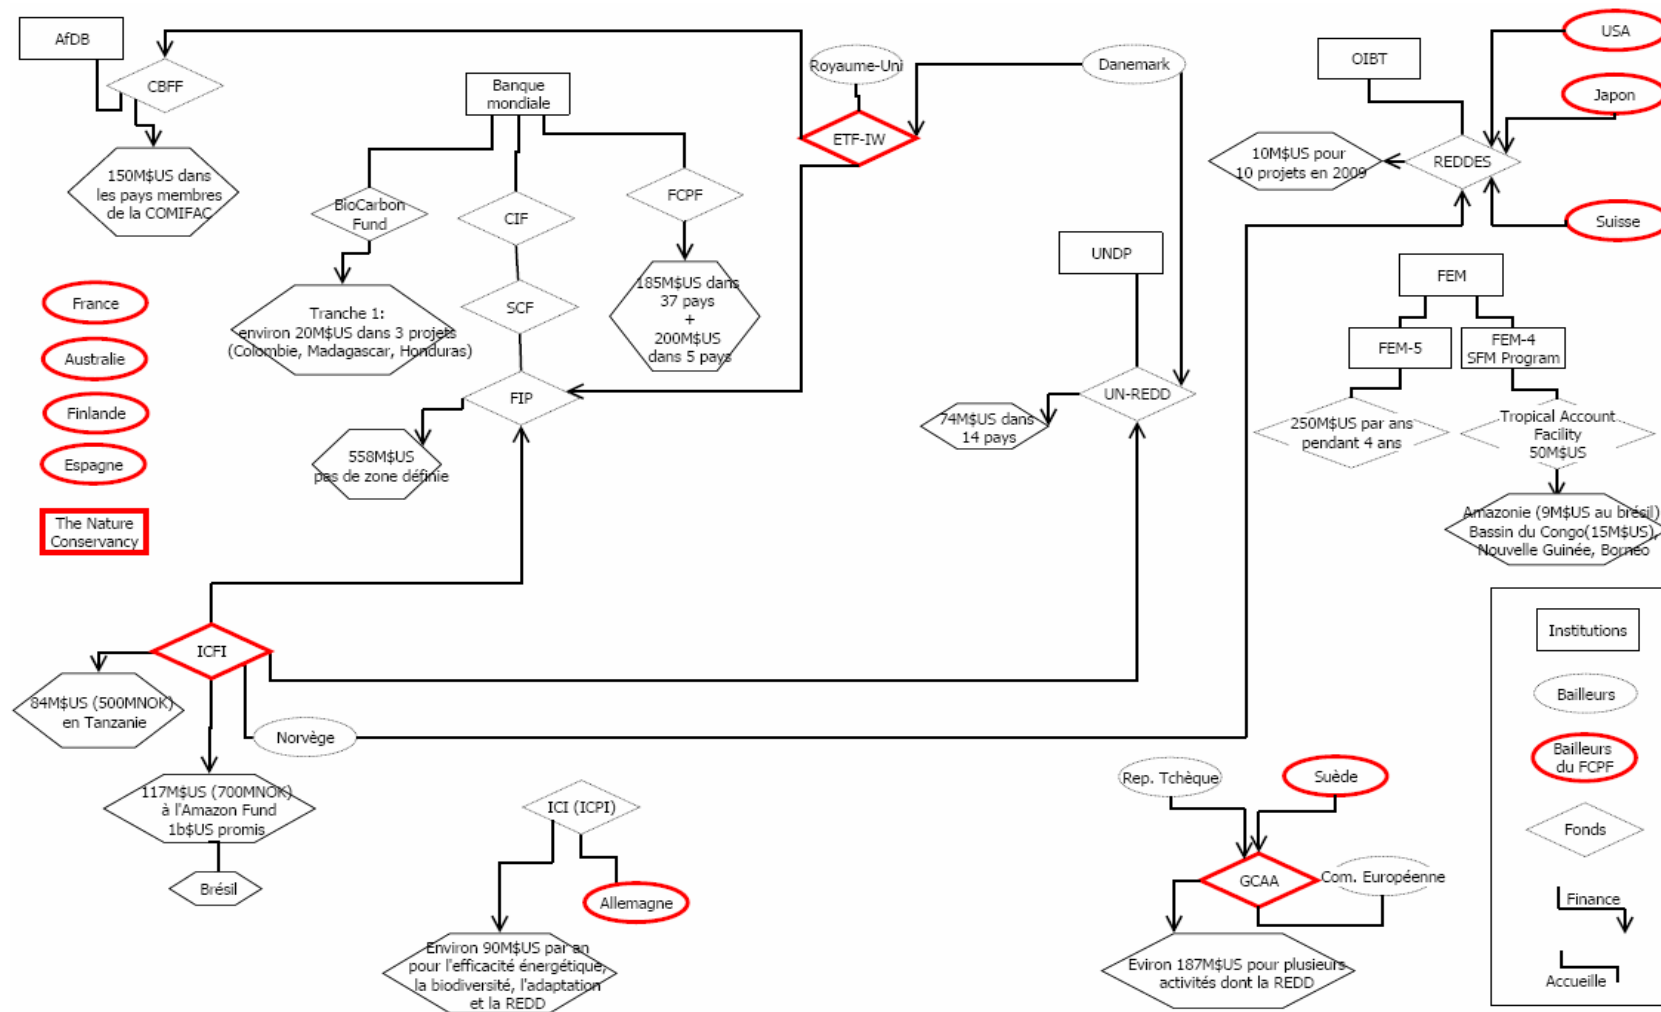 AfDB
CBFF
150M$US dans
les pays membres
de la COMIFAC
Banque
mondiale
BioCarbon
Fund
CIF
FCPF
SCF
FIP
Tranche 1:
environ 20M$US dans 3 projets
(Colombie, Madagascar, Honduras)
185M$US dans
37 pays
+
200M$US
dans 5 pays
558M$US
pas de zone définie
Royaume-Uni
Danemark
ETF-IW
UNDP
UN-REDD
74M$US dans
14 pays
OIBT
USA
Japon
REDDES
10M$US pour
10 projets en 2009
Suisse
FEM
FEM-5
FEM-4
SFM Program
250M$US par ans
pendant 4 ans
Tropical Account
Facility
50M$US
Amazonie (9M$US au brésil)
Bassin du Congo(15M$US),
Nouvelle Guinée, Bornéo
France
Australie
Finlande
Espagne
The Nature
Conservancy
ICFI
84M$US (500MNOK)
en Tanzanie
Norvège
117M$US (700MNOK)
à l'Amazon Fund
1b$US promis
Brésil
ICI (ICPI)
Allemagne
Environ 90M$US par an
pour l'efficacité énergétique,
la biodiversité, l'adaptation
et la REDD
Rep. Tchèque
Suède
GCAA
Com. Européenne
Eviron 187M$US pour plusieurs
activités dont la REDD
Institutions
Bailleurs
Bailleurs
du FCPF
Fonds
Finance
Accueille